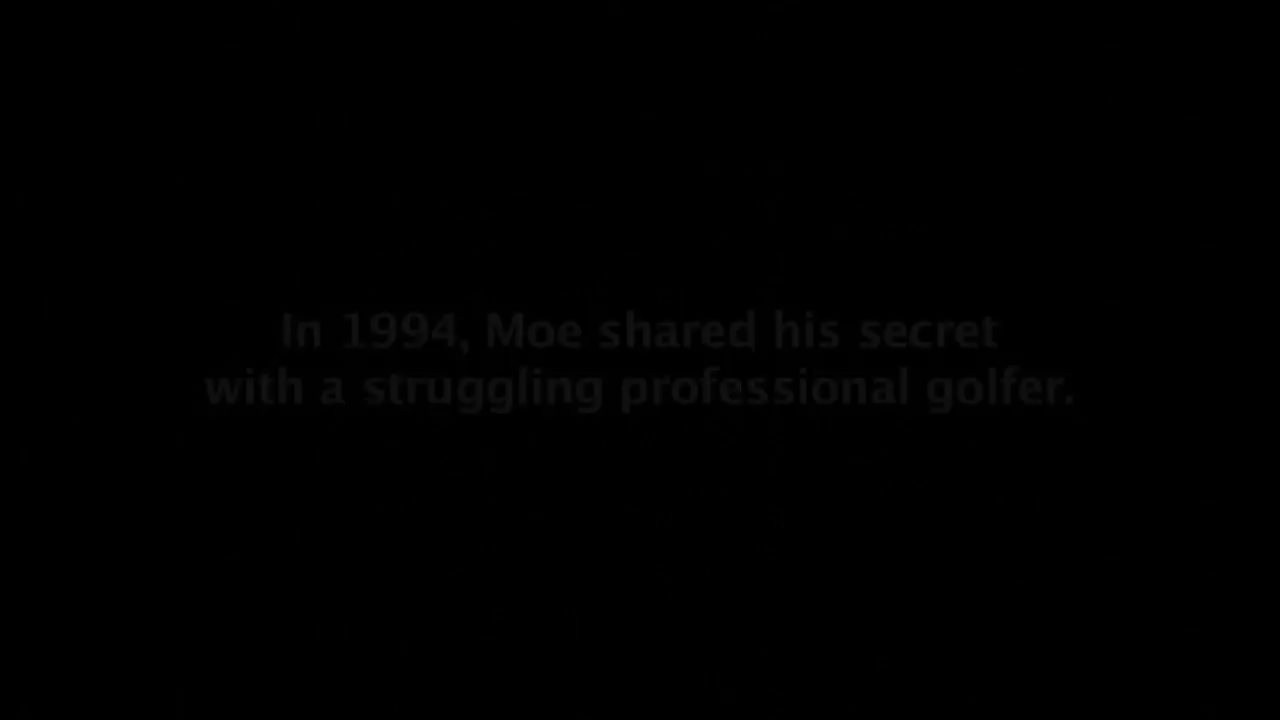 In 1994, Moe shared his secret
with a struggling professional golfer.